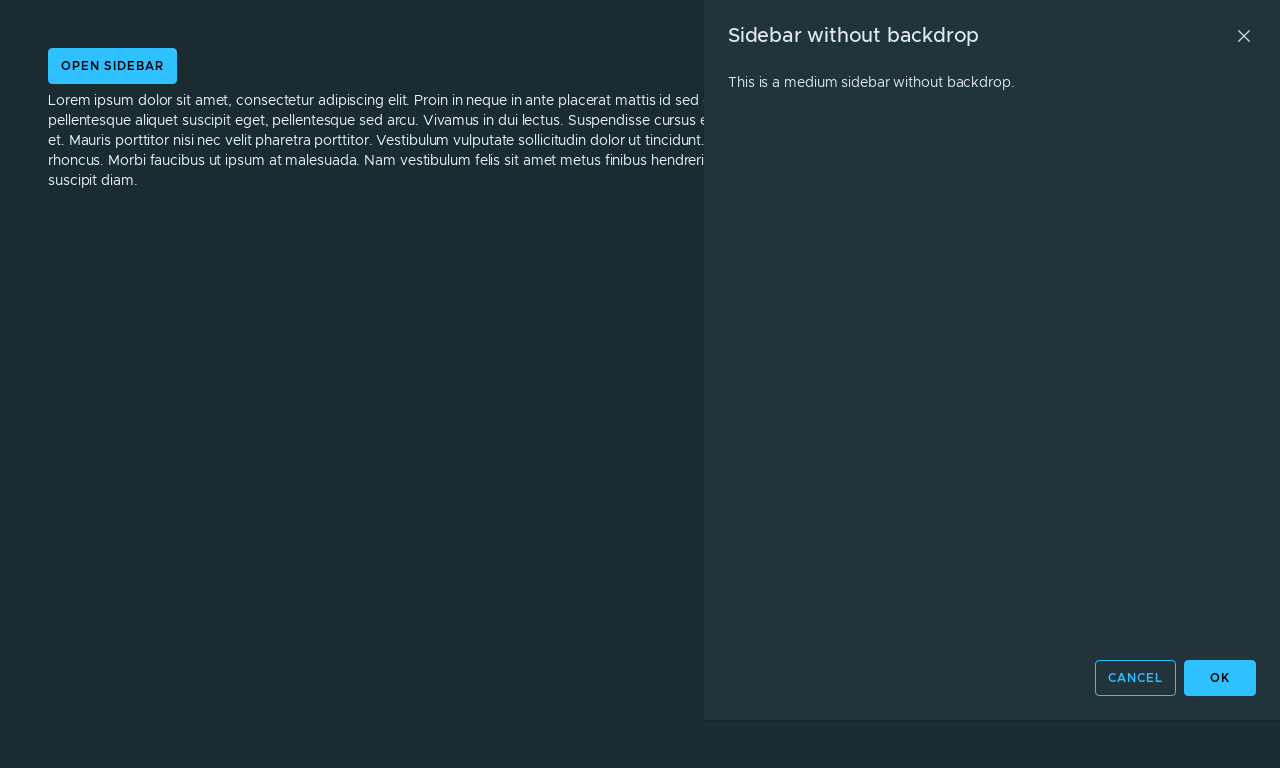 OPEN SIDEBAR
Lorem ipsum dolor sit amet, consectetur adipiscing elit. Proin in neque in ante placerat mattis id sed
pellentesque aliquet suscipit eget, pellentesque sed arcu. Vivamus in dui lectus. Suspendisse cursus
et. Mauris porttitor nisi nec velit pharetra porttitor. Vestibulum vulputate sollicitudin dolor ut tincidunt.
rhoncus. Morbi faucibus ut ipsum at malesuada. Nam vestibulum felis sit amet metus finibus
suscipit diam.
Sidebar without backdrop
This is a medium sidebar without backdrop.
CANCEL
OK